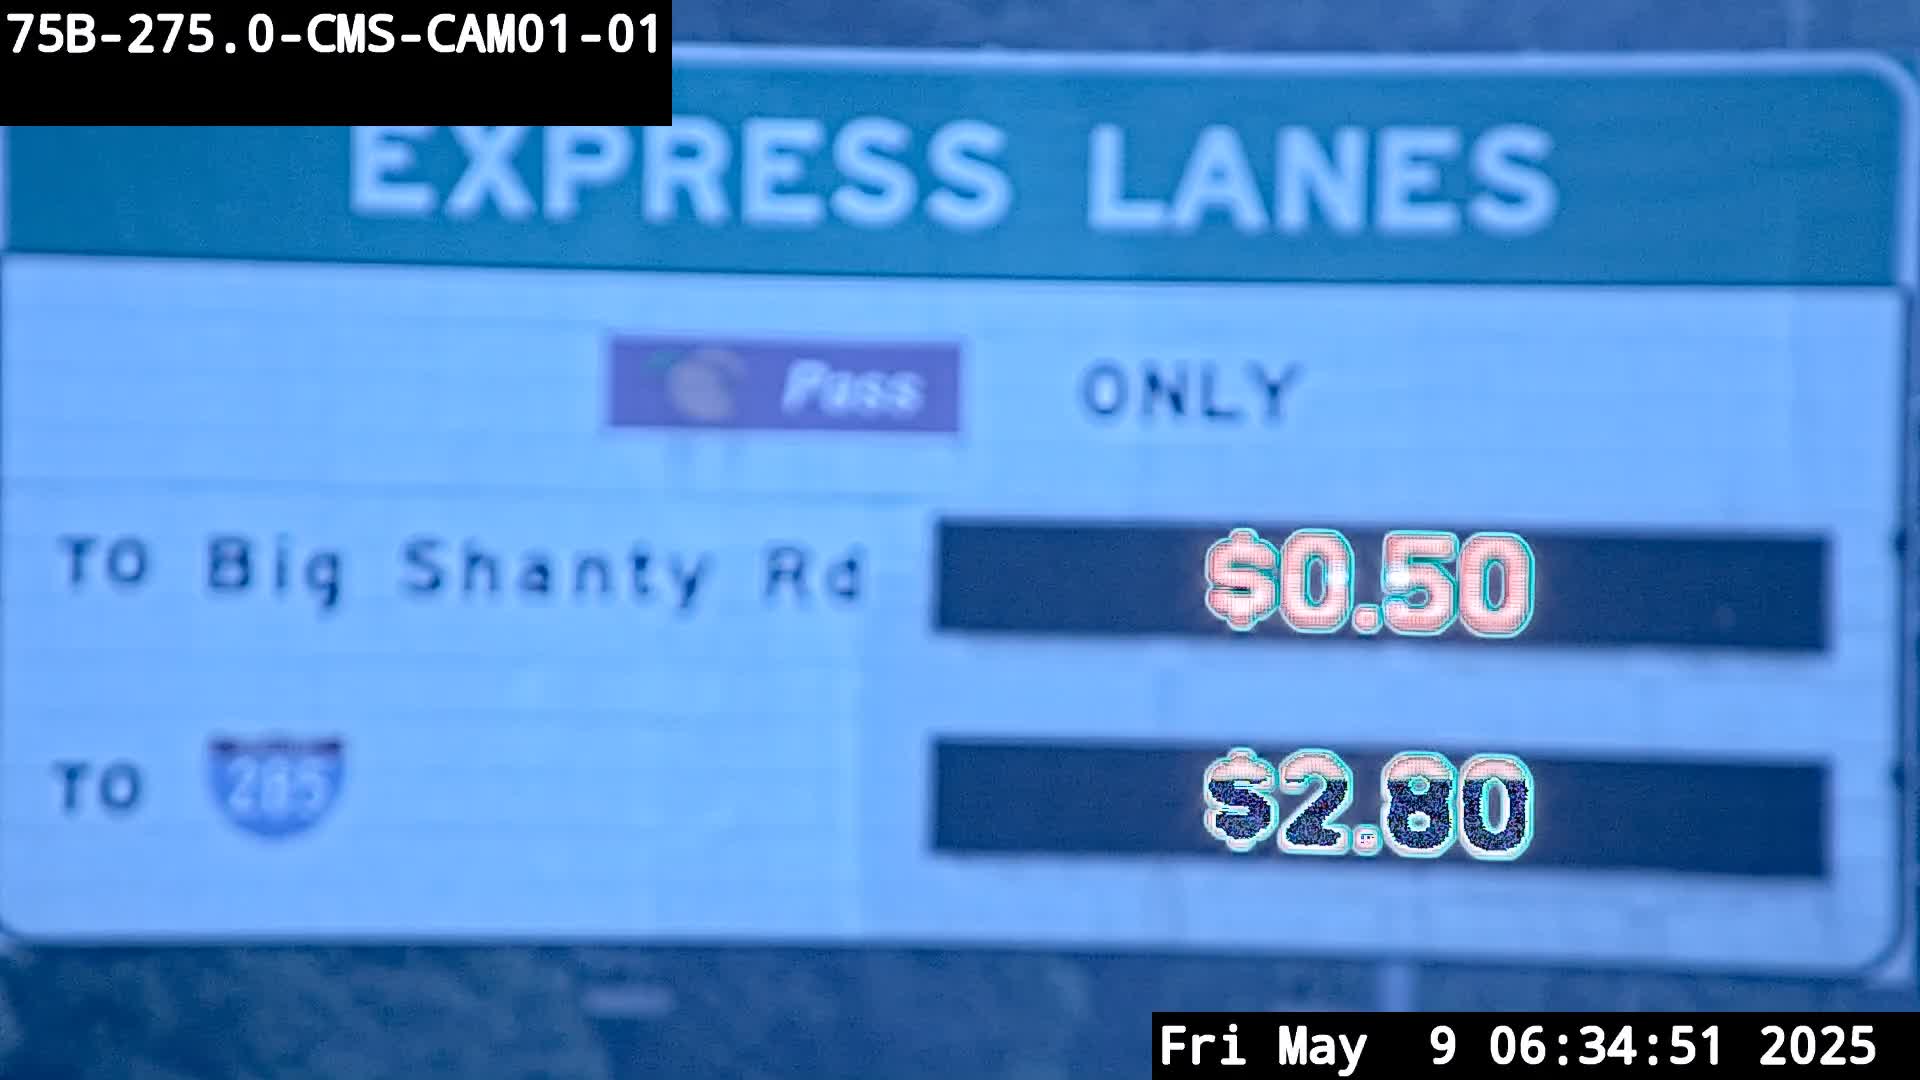 75B-275.0-CMS-CAM01-01
EXPRESS LANES
Pass ONLY
TO Big Shanty Rd $0.50
TO 285 $2.80
Fri May 9 06:34:51 2025